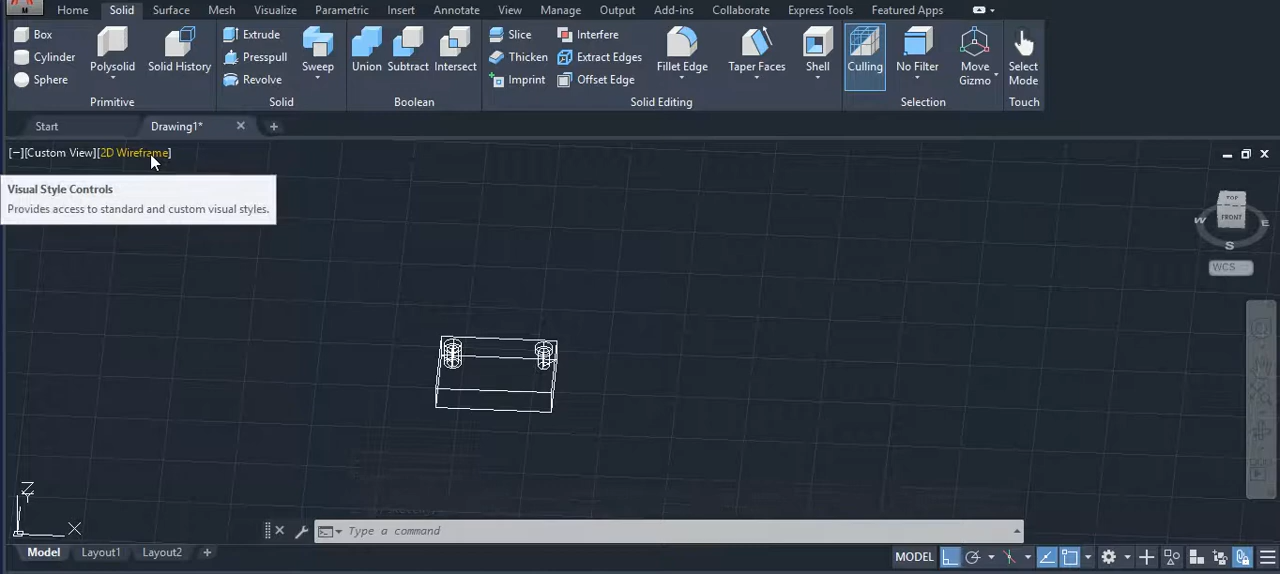 Home Solid Surface Mesh Visualize Parametric Insert Annotate View Manage Output Add-ins Collaborate Express Tools Featured Apps
Box Polysolid Solid History Extrude Sweep Union Subtract Intersect Slice Interfere Fillet Edge Taper Faces Shell Culling No Filter Move Gizmo Select Mode
Cylinder Presspull Thicken Extract Edges
Sphere Revolve Imprint Offset Edge
Primitive Solid Boolean Solid Editing Selection Touch
Start Drawing1*
[−][Custom View][2D Wireframe]
Visual Style Controls
Provides access to standard and custom visual styles.
TOP
FRONT
W E
S
WCS
Z
X
Type a command
Model Layout1 Layout2 MODEL